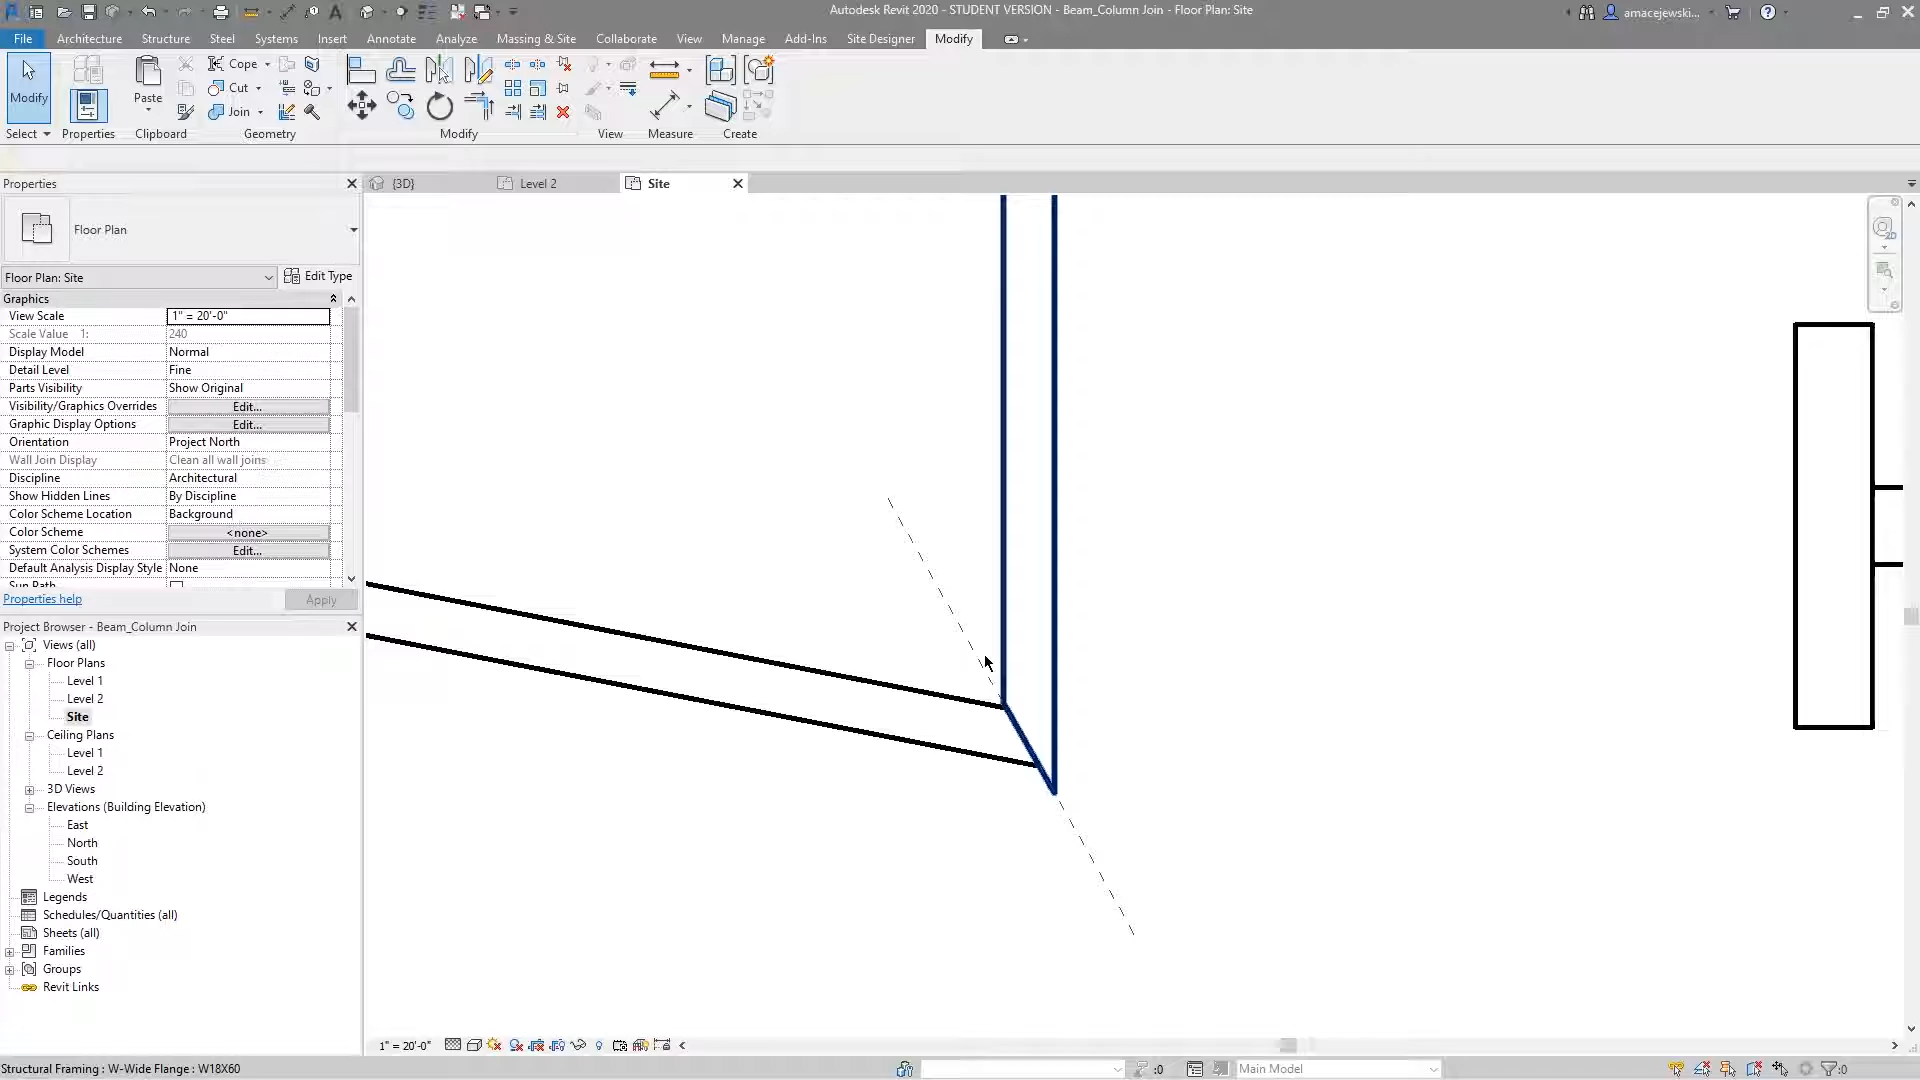 Autodesk Revit 2020 - STUDENT VERSION - Beam_Column Join - Floor Plan: Site
amacejewski...
File Architecture Structure Steel Systems Insert Annotate Analyze Massing & Site Collaborate View Manage Add-Ins Site Designer Modify
Modify
Paste
Cope
Cut
Join
Select Properties Clipboard Geometry Modify View Measure Create
Properties
{3D} Level 2 Site
Floor Plan
Floor Plan: Site Edit Type
Graphics
View Scale 1" = 20'-0"
Scale Value 1: 240
Display Model Normal
Detail Level Fine
Parts Visibility Show Original
Visibility/Graphics Overrides Edit...
Graphic Display Options Edit...
Orientation Project North
Wall Join Display Clean all wall joins
Discipline Architectural
Show Hidden Lines By Discipline
Color Scheme Location Background
Color Scheme <none>
System Color Schemes Edit...
Default Analysis Display Style None
Sun Path
Properties help Apply
Project Browser - Beam_Column Join
Views (all)
Floor Plans
Level 1
Level 2
Site
Ceiling Plans
Level 1
Level 2
3D Views
Elevations (Building Elevation)
East
North
South
West
Legends
Schedules/Quantities (all)
Sheets (all)
Families
Groups
Revit Links
1" = 20'-0"
Structural Framing : W-Wide Flange : W18X60
:0
Main Model
:0